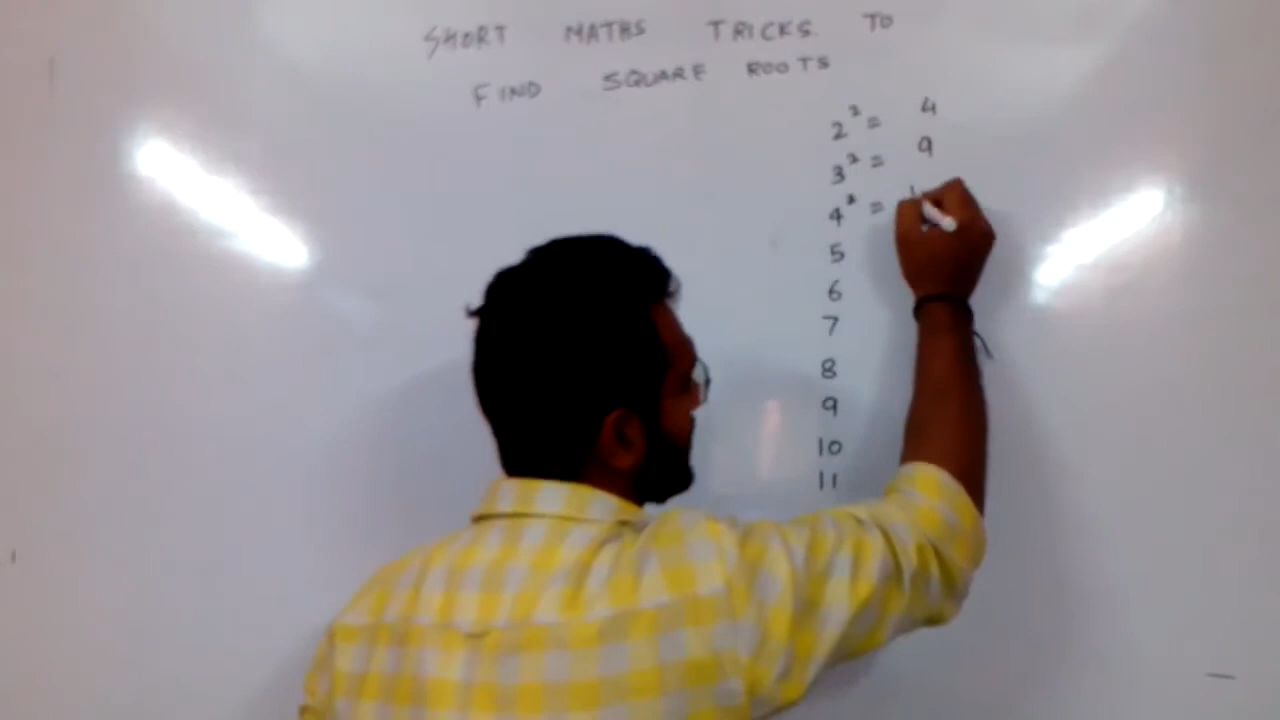 SHORT MATHS TRICKS TO
FIND SQUARE ROOTS
2² = 4
3² = 9
4² = 1
5
6
7
8
9
10
11